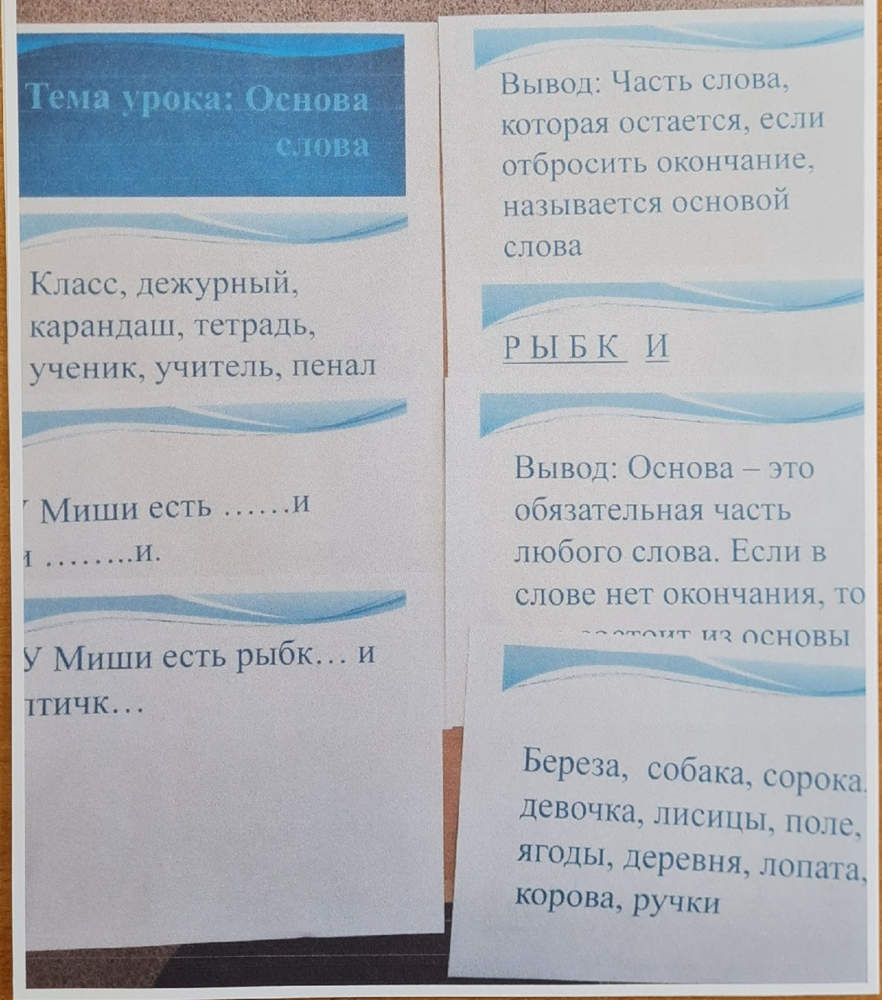 Тема урока: Основа
слова
Класс, дежурный,
карандаш, тетрадь,
ученик, учитель, пенал
Миши есть ......и
.........и.
У Миши есть рыбк... и
птичк...
Вывод: Часть слова,
которая остается, если
отбросить окончание,
называется основой
слова
Р Ы Б К И
Вывод: Основа – это
обязательная часть
любого слова. Если в
слове нет окончания, то
состоит из основы
Береза, собака, сорока,
девочка, лисицы, поле,
ягоды, деревня, лопата,
корова, ручки